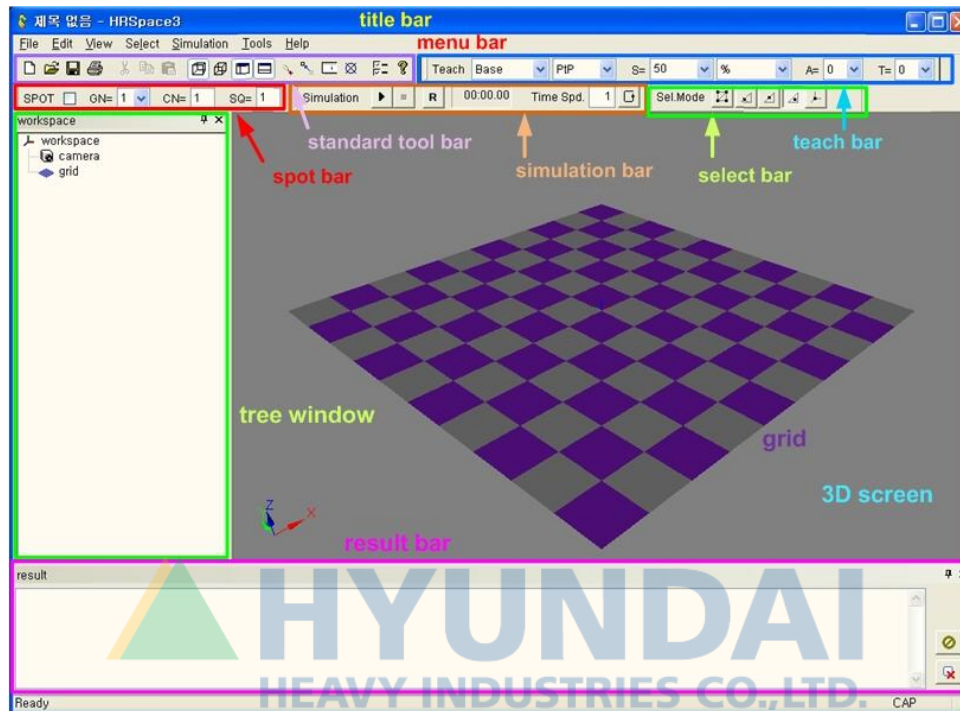 제목 없음 - HRSpace3
title bar
File Edit View Select Simulation Tools Help
menu bar
Teach Base PtP S= 50 % A= 0 T= 0
SPOT GN= 1 CN= 1 SQ= 1
Simulation R 00:00.00 Time Spd. 1
Sel.Mode
workspace
standard tool bar
simulation bar
select bar
teach bar
spot bar
workspace
camera
grid
tree window
grid
3D screen
Z
X
result bar
result
HYUNDAI
HEAVY INDUSTRIES CO.,LTD.
Ready
CAP